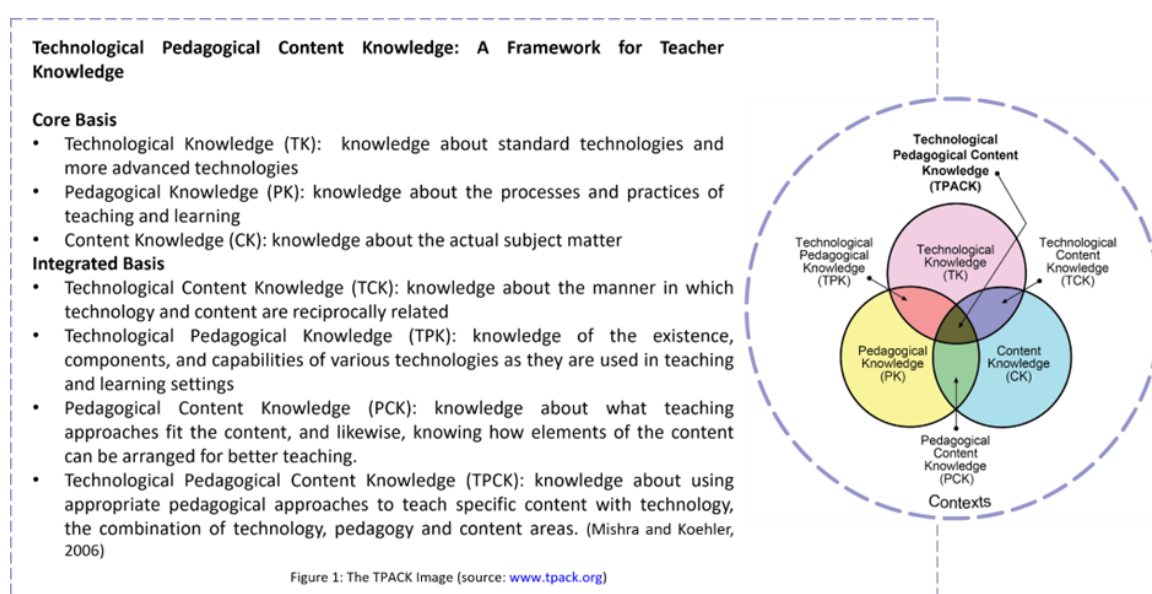 Technological Pedagogical Content Knowledge: A Framework for Teacher
Knowledge
Core Basis
• Technological Knowledge (TK): knowledge about standard technologies and
more advanced technologies
• Pedagogical Knowledge (PK): knowledge about the processes and practices of
teaching and learning
• Content Knowledge (CK): knowledge about the actual subject matter
Integrated Basis
• Technological Content Knowledge (TCK): knowledge about the manner in which
technology and content are reciprocally related
• Technological Pedagogical Knowledge (TPK): knowledge of the existence,
components, and capabilities of various technologies as they are used in teaching
and learning settings
• Pedagogical Content Knowledge (PCK): knowledge about what teaching
approaches fit the content, and likewise, knowing how elements of the content
can be arranged for better teaching.
• Technological Pedagogical Content Knowledge (TPCK): knowledge about using
appropriate pedagogical approaches to teach specific content with technology,
the combination of technology, pedagogy and content areas. (Mishra and Koehler,
2006)
Figure 1: The TPACK Image (source: www.tpack.org)
Technological
Pedagogical Content
Knowledge
(TPACK)
Technological
Pedagogical
Knowledge
(TPK)
Technological
Knowledge
(TK)
Technological
Content
Knowledge
(TCK)
Pedagogical
Knowledge
(PK)
Content
Knowledge
(CK)
Pedagogical
Content
Knowledge
(PCK)
Contexts